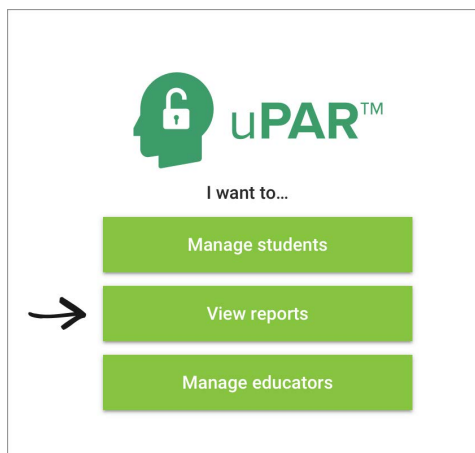 uPAR™
I want to...
Manage students
View reports
Manage educators